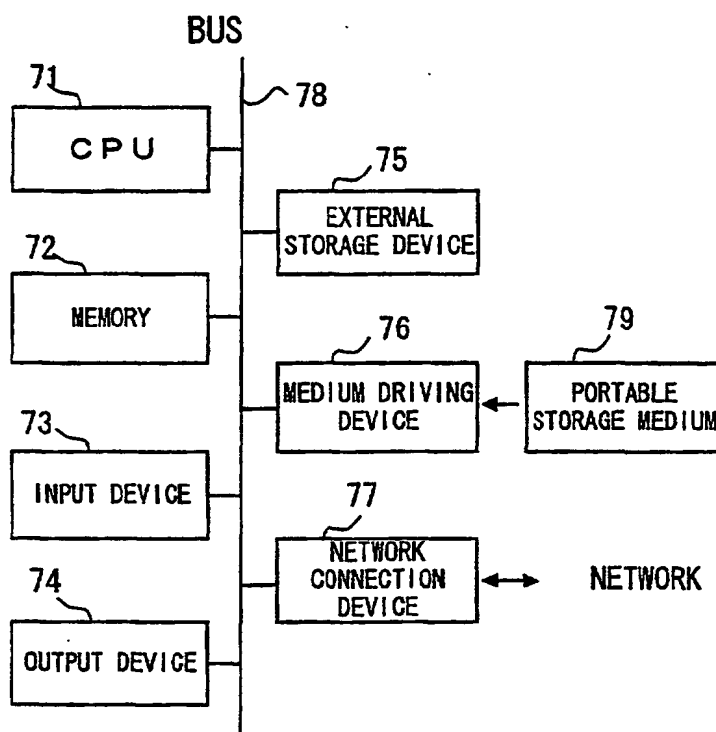 BUS
71
78
CPU
75
EXTERNAL
STORAGE DEVICE
72
MEMORY
76
79
MEDIUM DRIVING
DEVICE
PORTABLE
STORAGE MEDIUM
73
INPUT DEVICE
77
NETWORK
CONNECTION
DEVICE
NETWORK
74
OUTPUT DEVICE